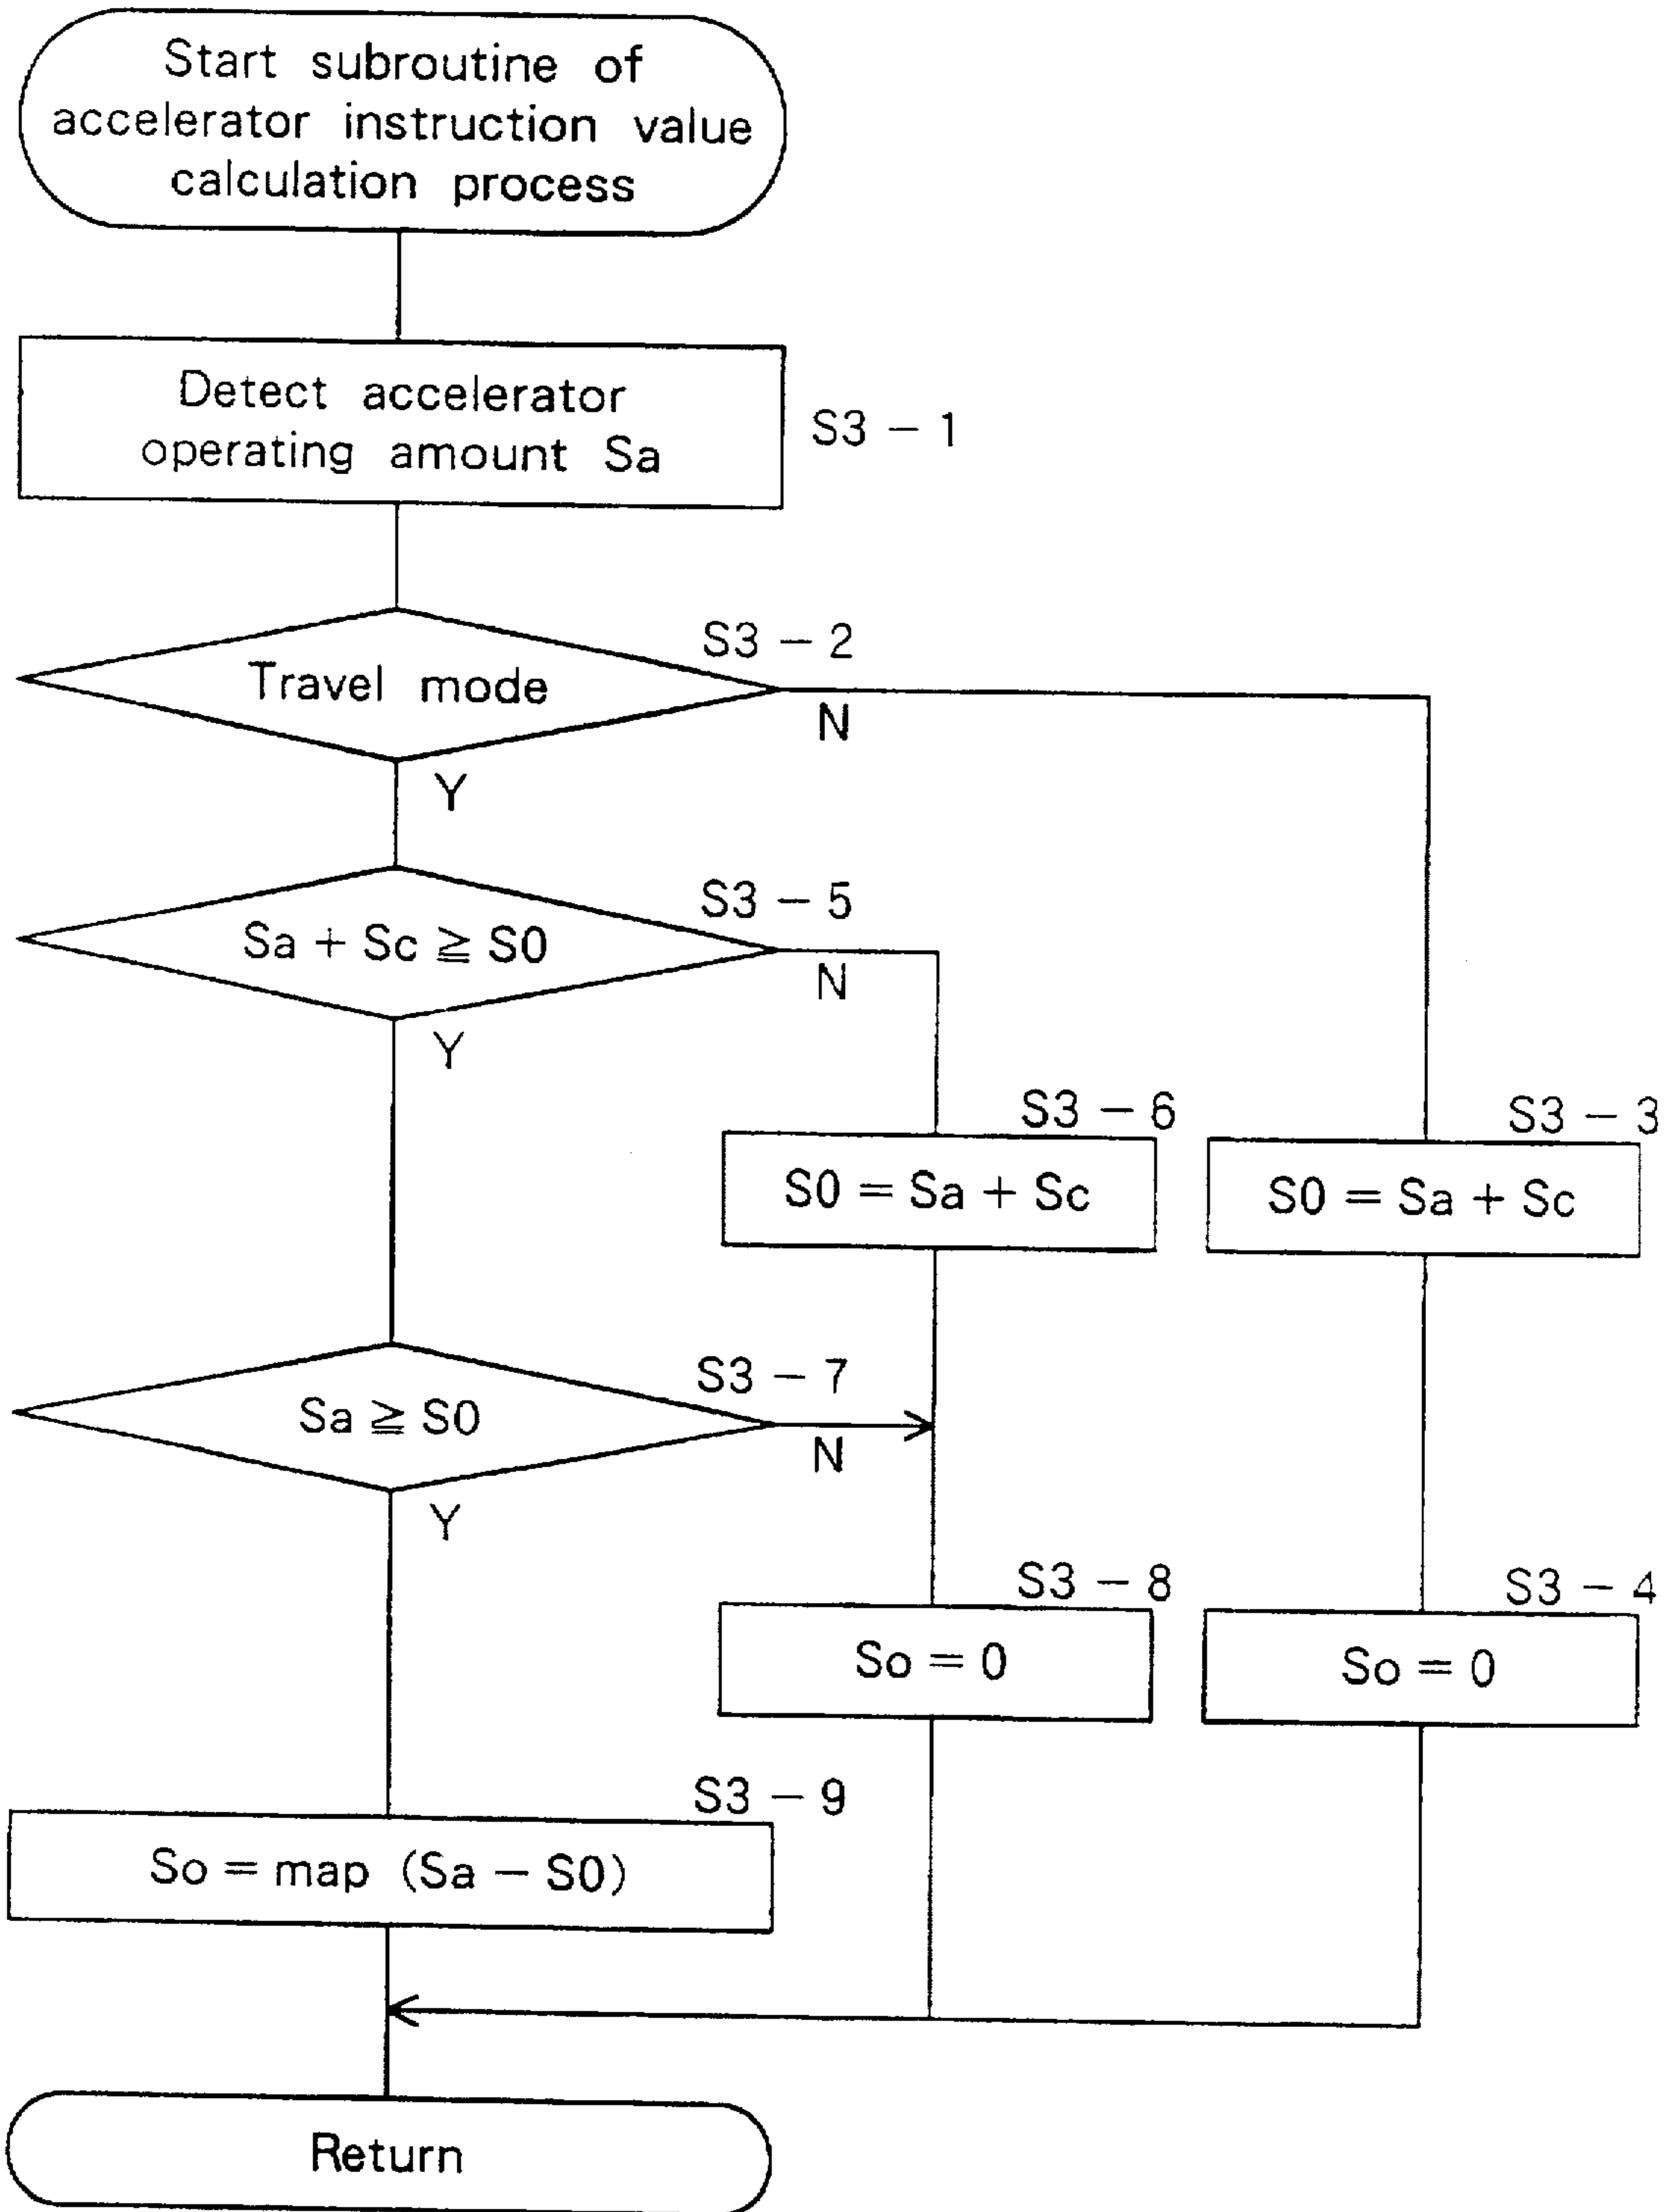 Start subroutine of
accelerator instruction value
calculation process
Detect accelerator
operating amount Sa
S3 – 1
S3 – 2
Travel mode
N
Y
S3 – 5
Sa + Sc ≧ S0
N
Y
S3 – 6
S3 – 3
S0 = Sa + Sc
S0 = Sa + Sc
S3 – 7
Sa ≧ S0
N
Y
S3 – 8
S3 – 4
So = 0
So = 0
S3 – 9
So = map (Sa – S0)
Return